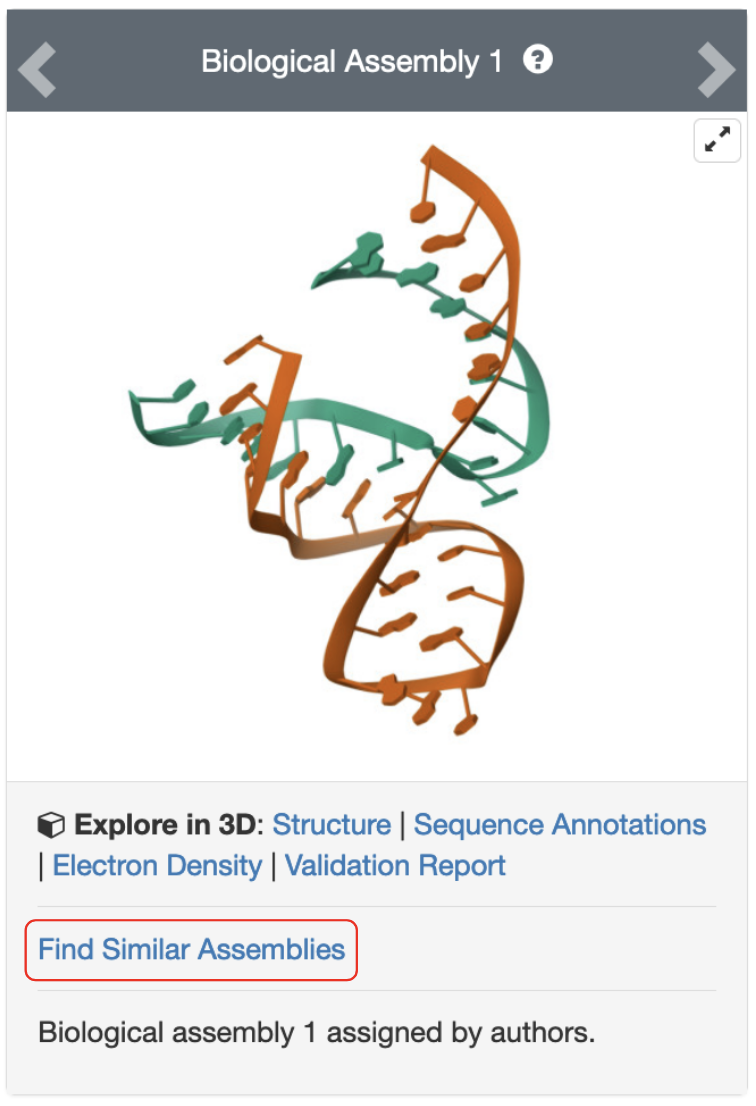 Biological Assembly 1 ?
Explore in 3D: Structure | Sequence Annotations
| Electron Density | Validation Report
Find Similar Assemblies
Biological assembly 1 assigned by authors.